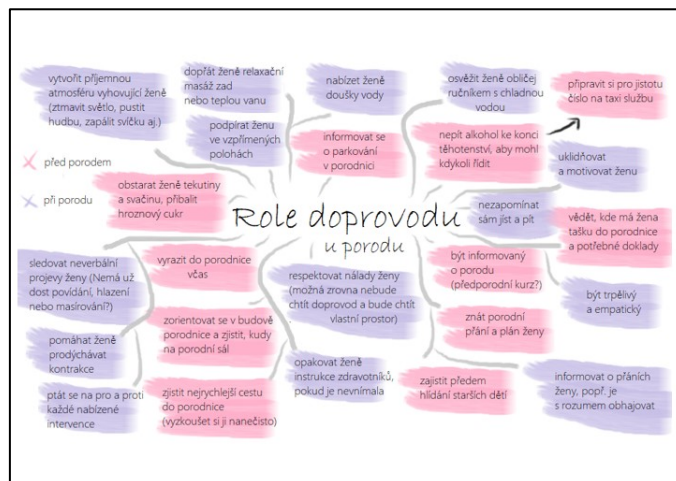 vytvořit příjemnou
atmosféru vyhovující ženě
(ztmavit světlo, pustit
hudbu, zapálit svíčku aj.)
dopřát ženě relaxační
masáž zad
nebo teplou vanu
nabízet ženě
doušky vody
osvěžit ženě obličej
ručníkem s chladnou
vodou
připravit si pro jistotu
číslo na taxi službu
podpírat ženu
ve vzpřímených
polohách
informovat se
o parkování
v porodnici
nepít alkohol ke konci
těhotenství, aby mohl
kdykoli řídit
uklidňovat
a motivovat ženu
před porodem
při porodu
obstarat ženě tekutiny
a svačinu, přibalit
hroznový cukr
Role doprovodu
u porodu
nezapomínat
sám jíst a pít
vědět, kde má žena
tašku do porodnice
a potřebné doklady
sledovat neverbální
projevy ženy (Nemá už
dost povídání, hlazení
nebo masírování?)
vyrazit do porodnice
včas
respektovat nálady ženy
(možná zrovna nebude
chtít doprovod a bude chtít
vlastní prostor)
být informovaný
o porodu
(předporodní kurz?)
být trpělivý
a empatický
pomáhat ženě
prodýchávat
kontrakce
zorientovat se v budově
porodnice a zjistit, kudy
na porodní sál
znát porodní
přání a plán ženy
ptát se na pro a proti
každé nabízené
intervence
zjistit nejrychlejší cestu
do porodnice
(vyzkoušet si ji nanečisto)
opakovat ženě
instrukce zdravotníků,
pokud je nevnímala
zajistit předem
hlídání starších dětí
informovat o přáních
ženy, popř. je
s rozumem obhajovat